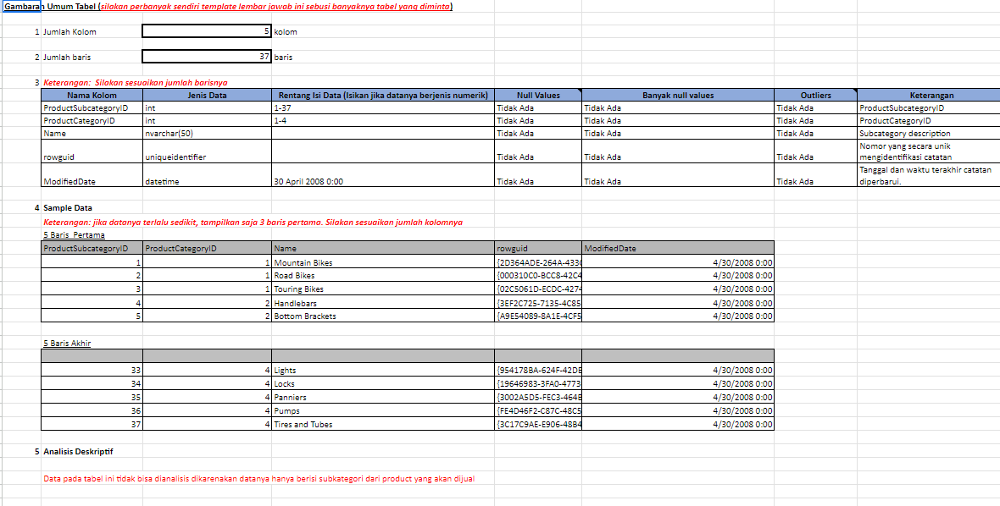 Gambaran Umum Tabel (silakan perbanyak sendiri template lembar jawab ini sebusi banyaknya tabel yang diminta)
1 Jumlah Kolom 5 kolom
2 Jumlah baris 37 baris
3 Keterangan: Silakan sesuaikan jumlah barisnya
Nama Kolom Jenis Data Rentang Isi Data (Isikan jika datanya berjenis numerik) Null Values Banyak null values Outliers Keterangan
ProductSubcategoryID int 1-37 Tidak Ada Tidak Ada Tidak Ada ProductSubcategoryID
ProductCategoryID int 1-4 Tidak Ada Tidak Ada Tidak Ada ProductCategoryID
Name nvarchar(50) Tidak Ada Tidak Ada Tidak Ada Subcategory description
rowguid uniqueidentifier Tidak Ada Tidak Ada Tidak Ada Nomor yang secara unik
mengidentifikasi catatan
ModifiedDate datetime 30 April 2008 0:00 Tidak Ada Tidak Ada Tidak Ada Tanggal dan waktu terakhir catatan
diperbarui.
4 Sample Data
Keterangan: jika datanya terlalu sedikit, tampilkan saja 3 baris pertama. Silakan sesuaikan jumlah kolomnya
5 Baris Pertama
ProductSubcategoryID ProductCategoryID Name rowguid ModifiedDate
1 1 Mountain Bikes {2D364ADE-264A-433 4/30/2008 0:00
2 1 Road Bikes {000310C0-BCC8-42C4 4/30/2008 0:00
3 1 Touring Bikes {02C5061D-ECDC-4274 4/30/2008 0:00
4 2 Handlebars {3EF2C725-7135-4C85 4/30/2008 0:00
5 2 Bottom Brackets {A9E54089-8A1E-4CF5 4/30/2008 0:00
5 Baris Akhir
33 4 Lights {954178BA-624F-42DB 4/30/2008 0:00
34 4 Locks {19646983-3FA0-4773 4/30/2008 0:00
35 4 Panniers {3002A5D5-FEC3-464B 4/30/2008 0:00
36 4 Pumps {FE4D46F2-C87C-48C5 4/30/2008 0:00
37 4 Tires and Tubes {3C17C9AE-E906-48B4 4/30/2008 0:00
5 Analisis Deskriptif
Data pada tabel ini tidak bisa dianalisis dikarenakan datanya hanya berisi subkategori dari product yang akan dijual